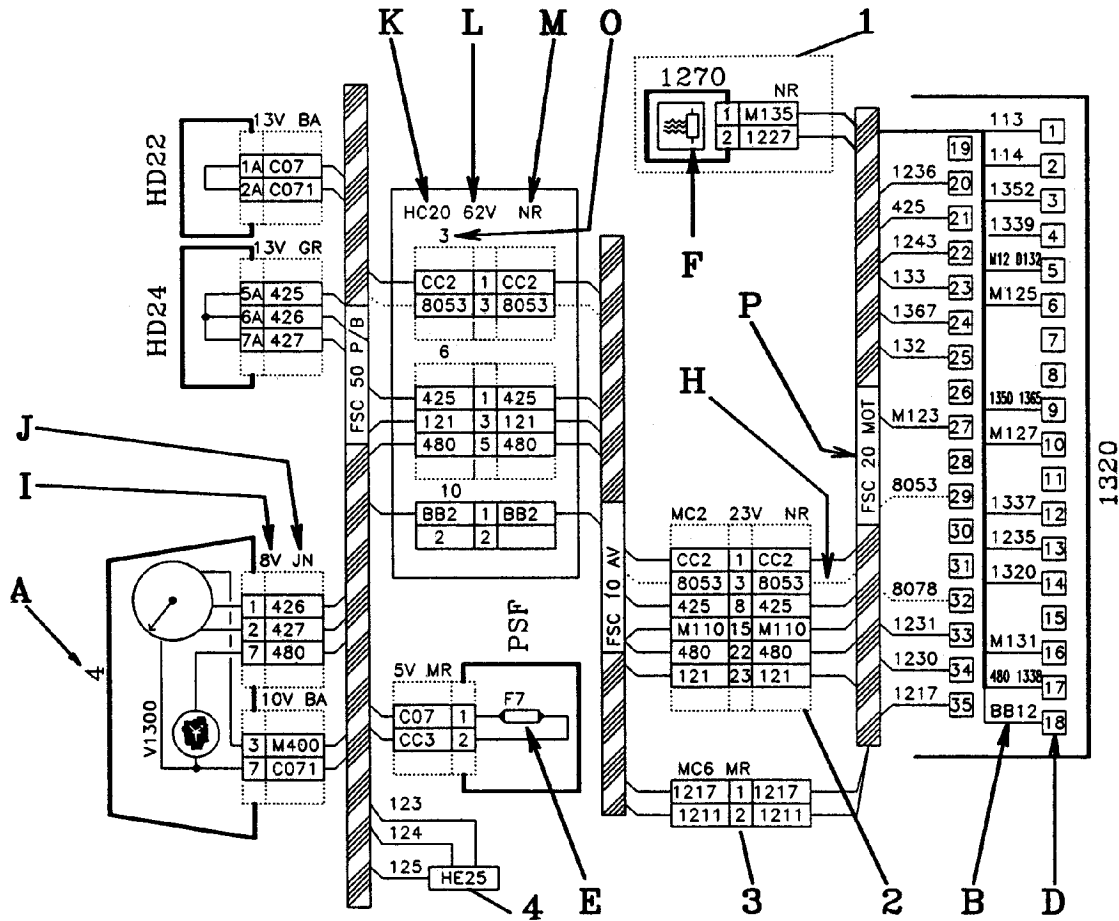 K L M O 1
1270
NR
1 M135
2 1227
F
HD22
13V BA
1A C07
2A C071
HD24
13V GR
5A 425
6A 426
7A 427
FSC 50 P/B
HC20 62V NR
3
CC2 1 CC2
8053 3 8053
6
425 1 425
121 3 121
480 5 480
10
BB2 1 BB2
2 2
J
I
8V JN
A
4
1 426
2 427
7 480
10V BA
V1300
3 M400
7 C071
5V MR
PSF
F7
C07 1
CC3 2
123
124
125
HE25
4
E
FSC 10 AV
MC2 23V NR
CC2 1 CC2
8053 3 8053
425 8 425
M110 15 M110
480 22 480
121 23 121
MC6 MR
1217 1 1217
1211 2 1211
3
2
P
H
FSC 20 MOT
19
1236 20
425 21
1243 22
133 23
1367 24
132 25
26
M123 27
28
8053 29
30
31
8078 32
1231 33
1230 34
1217 35
113 1
114 2
1352 3
1339 4
M12 D132 5
M125 6
7
8
1350 1365 9
M127 10
11
1337 12
1235 13
1320 14
15
M131 16
480 1338 17
BB12 18
1320
B D